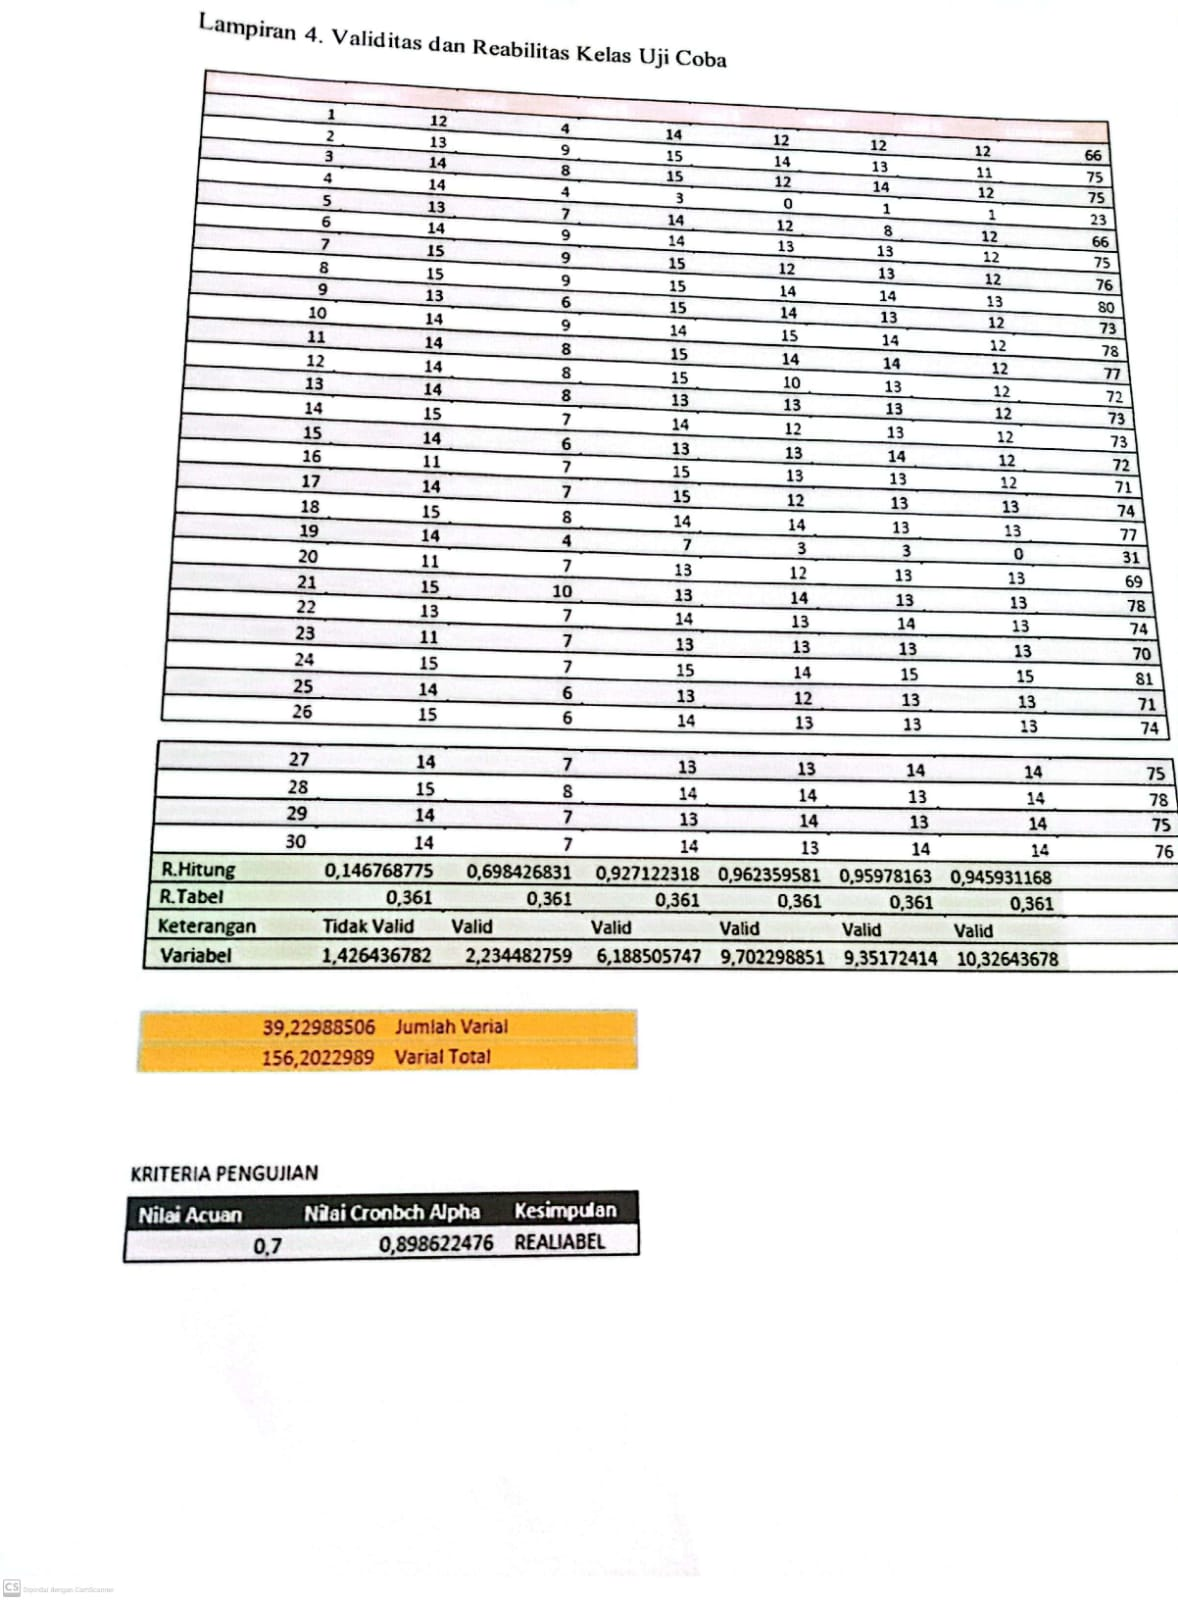 Lampiran 4. Validitas dan Reabilitas Kelas Uji Coba
1 12 4 14 12 12 12 66
2 13 9 15 14 13 11 75
3 14 8 15 12 14 12 75
4 14 4 3 0 1 1 23
5 13 7 14 12 8 12 66
6 14 9 14 13 13 12 75
7 15 9 15 12 13 12 76
8 15 9 15 14 14 13 80
9 13 6 15 14 13 12 73
10 14 9 14 15 14 12 78
11 14 8 15 14 14 12 77
12 14 8 15 10 13 12 72
13 14 8 13 13 13 12 73
14 15 7 14 12 13 12 73
15 14 6 13 13 14 12 72
16 11 7 15 13 13 12 71
17 14 7 15 12 13 13 74
18 15 8 14 14 13 13 77
19 14 4 7 3 3 0 31
20 11 7 13 12 13 13 69
21 15 10 13 14 13 13 78
22 13 7 14 13 14 13 74
23 11 7 13 13 13 13 70
24 15 7 15 14 15 15 81
25 14 6 13 12 13 13 71
26 15 6 14 13 13 13 74
27 14 7 13 13 14 14 75
28 15 8 14 14 13 14 78
29 14 7 13 14 13 14 75
30 14 7 14 13 14 14 76
R.Hitung 0,146768775 0,698426831 0,927122318 0,962359581 0,95978163 0,945931168
R.Tabel 0,361 0,361 0,361 0,361 0,361 0,361
Keterangan Tidak Valid Valid Valid Valid Valid Valid
Variabel 1,426436782 2,234482759 6,188505747 9,702298851 9,35172414 10,32643678
39,22988506 Jumlah Varial
156,2022989 Varial Total
KRITERIA PENGUJIAN
Nilai Acuan Nilai Cronbch Alpha Kesimpulan
0,7 0,898622476 REALIABEL
CS Dipindai dengan CamScanner